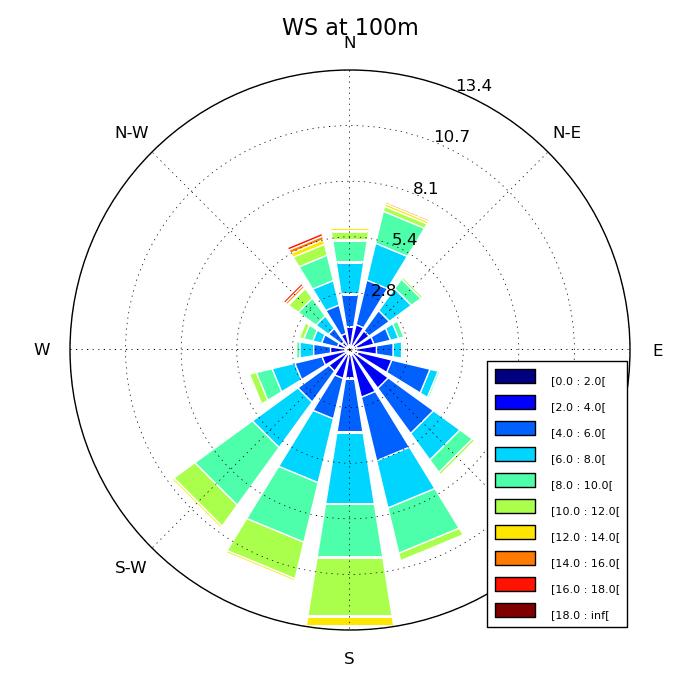 WS at 100m
N
13.4
N-W
N-E
10.7
8.1
5.4
2.8
W
E
[0.0 : 2.0[
[2.0 : 4.0[
[4.0 : 6.0[
[6.0 : 8.0[
[8.0 : 10.0[
[10.0 : 12.0[
[12.0 : 14.0[
[14.0 : 16.0[
[16.0 : 18.0[
[18.0 : inf[
S-W
S